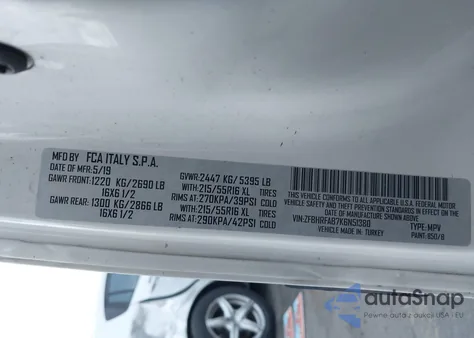 MFD BY FCA ITALY S.P.A.
DATE OF MFR: 5/19
GAWR FRONT: 1220 KG/2690 LB
16X6 1/2
GAWR REAR: 1300 KG/2866 LB
16X6 1/2
GVWR: 2447 KG/5395 LB
WITH: 215/55R16 XL TIRES
RIMS AT: 270KPA/39PSI COLD
WITH: 215/55R16 XL TIRES
RIMS AT: 290KPA/42PSI COLD
THIS VEHICLE CONFORMS TO ALL APPLICABLE U.S.A. FEDERAL MOTOR
VEHICLE SAFETY, BUMPER, AND THEFT PREVENTION STANDARDS
IN EFFECT ON THE DATE OF MANUFACTURE SHOWN ABOVE.
TYPE: MPV
VEHICLE MADE IN: TURKEY
autoSnap
Pewne auto z USA i EU